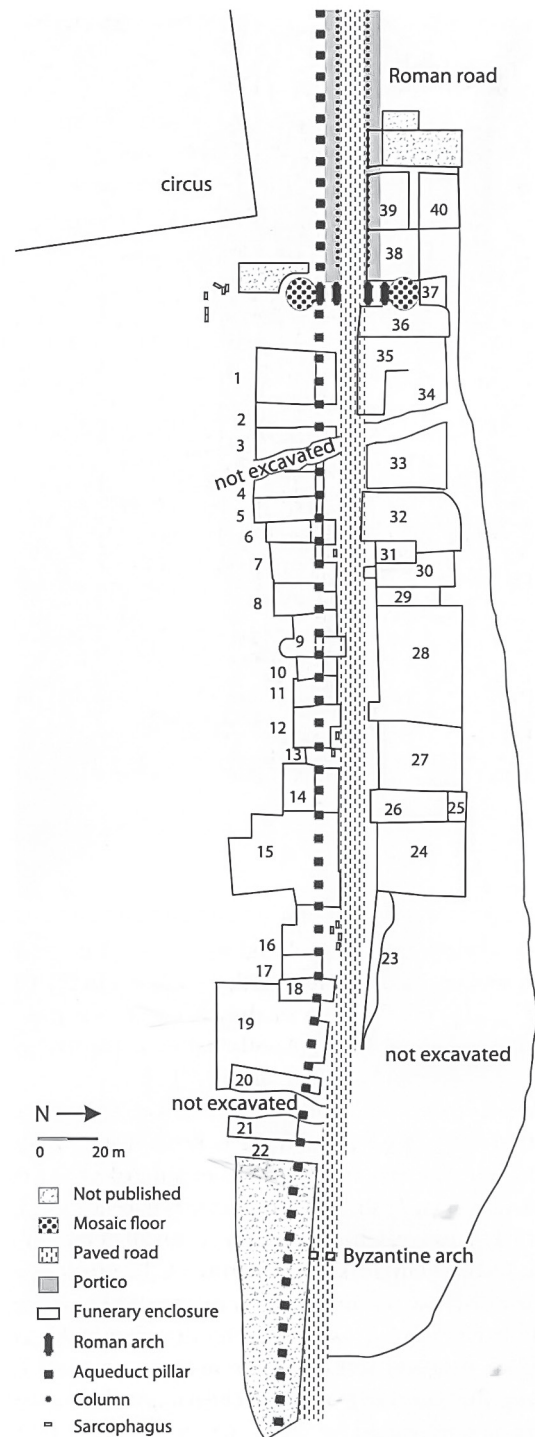 Roman road
circus
39
40
38
37
36
35
1
34
2
3
not excavated
33
4
5
32
6
31
7
30
8
29
9
28
10
11
12
13
27
14
26
25
15
24
16
23
17
18
19
not excavated
20
N
not excavated
21
0 20 m
22
Not published
Mosaic floor
Paved road
Byzantine arch
Portico
Funerary enclosure
Roman arch
Aqueduct pillar
Column
Sarcophagus